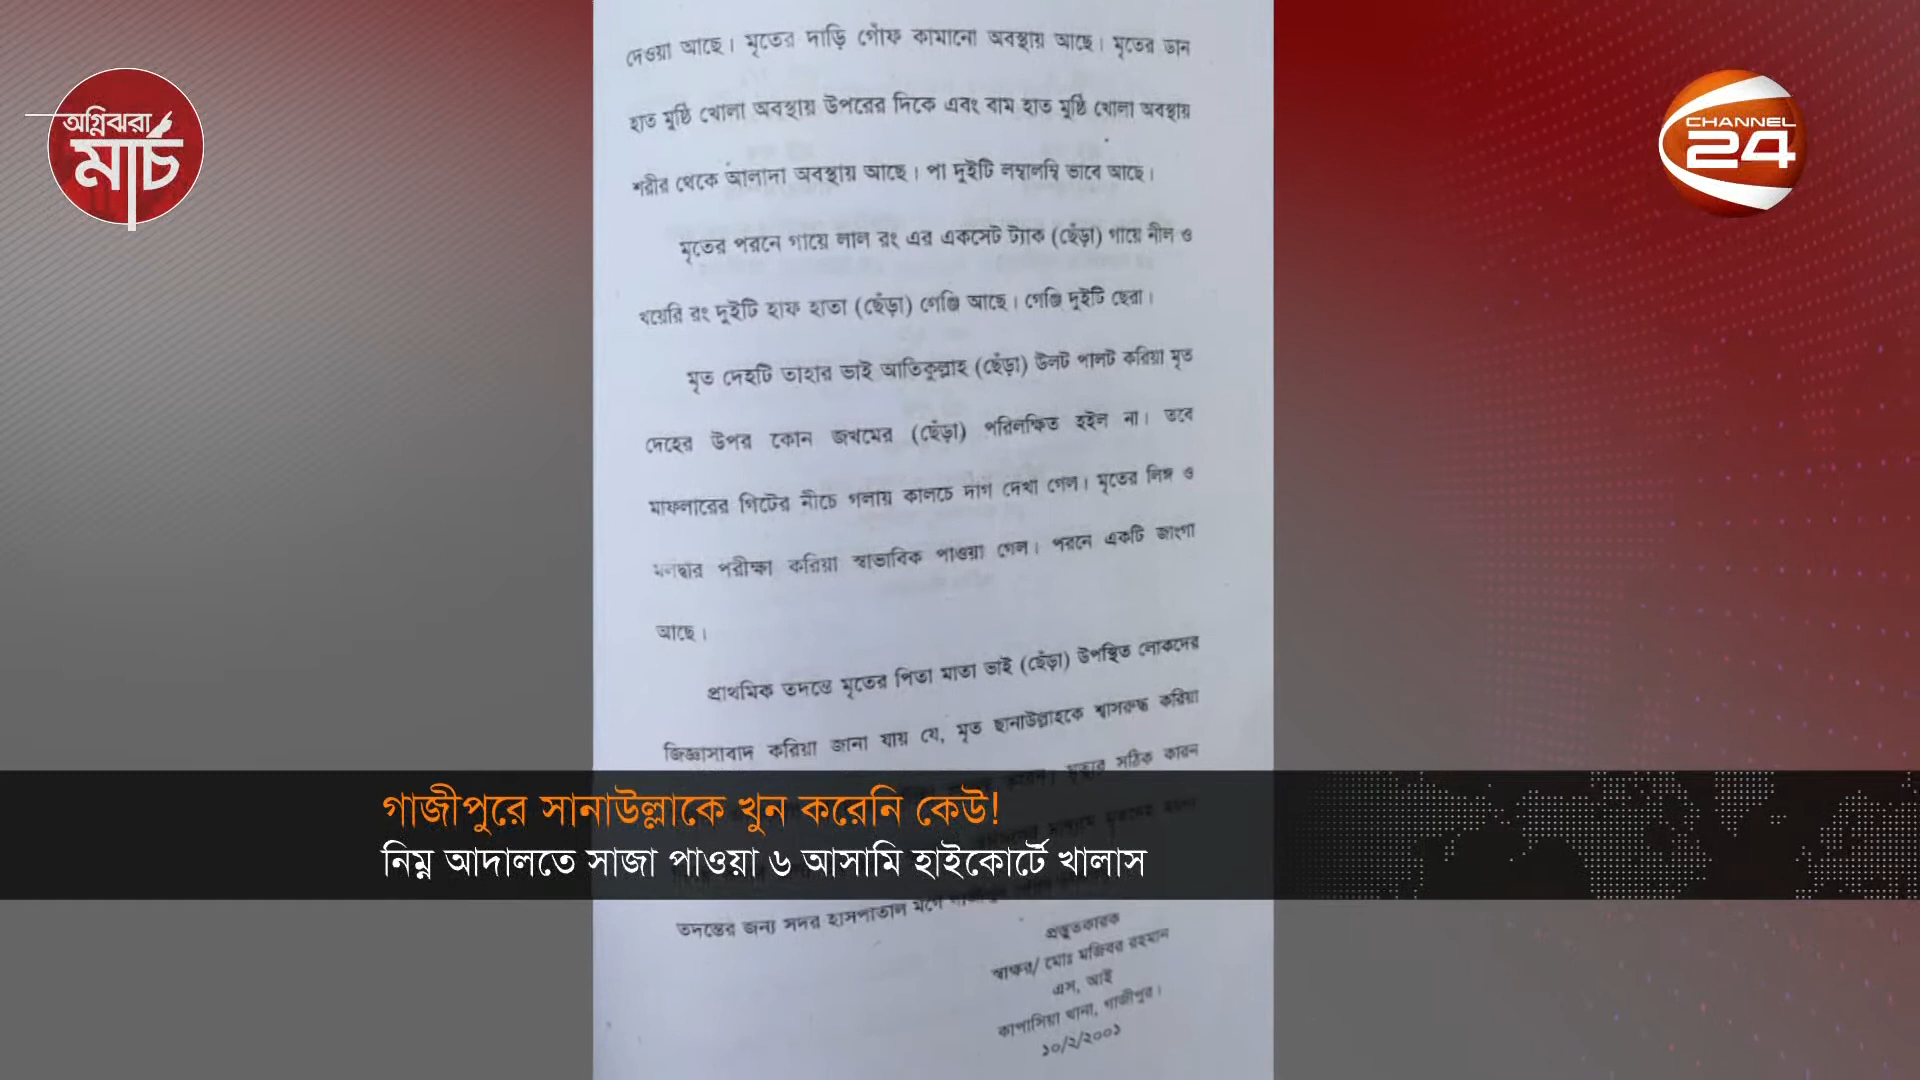 অগ্নিঝরা
মার্চ
CHANNEL
24
দেওয়া আছে। মৃতের দাড়ি গোঁফ কামানো অবস্থায় আছে। মৃতের ডান
হাত মুষ্ঠি খোলা অবস্থায় উপরের দিকে এবং বাম হাত মুষ্ঠি খোলা অবস্থায়
শরীর থেকে আলাদা অবস্থায় আছে। পা দুইটি লম্বালম্বি ভাবে আছে।
মৃতের পরনে গায়ে লাল রং এর একসেট ট্যাক (ছেঁড়া) গায়ে নীল ও
খয়েরি রং দুইটি হাফ হাতা (ছেঁড়া) গেঞ্জি আছে। গেঞ্জি দুইটি ছেরা।
মৃত দেহটি তাহার ভাই আতিকুল্লাহ (ছেঁড়া) উলট পালট করিয়া মৃত
দেহের উপর কোন জখমের (ছেঁড়া) পরিলক্ষিত হইল না। তবে
মাফলারের গিটের নীচে গলায় কালচে দাগ দেখা গেল। মৃতের লিঙ্গ ও
মলদ্বার পরীক্ষা করিয়া স্বাভাবিক পাওয়া গেল। পরনে একটি জাংগা
আছে।
প্রাথমিক তদন্তে মৃতের পিতা মাতা ভাই (ছেঁড়া) উপস্থিত লোকদের
জিজ্ঞাসাবাদ করিয়া জানা যায় যে, মৃত ছানাউল্লাহকে শ্বাসরুদ্ধ করিয়া
মৃত্যুর সঠিক কারন
গাজীপুরে সানাউল্লাকে খুন করেনি কেউ!
নিম্ন আদালতে সাজা পাওয়া ৬ আসামি হাইকোর্টে খালাস
তদন্তের জন্য সদর হাসপাতাল মর্গে
প্রস্তুতকারক
স্বাক্ষর/ মোঃ মজিবর রহমান
এস, আই
কাপাসিয়া থানা, গাজীপুর।
১০/২/২০০১